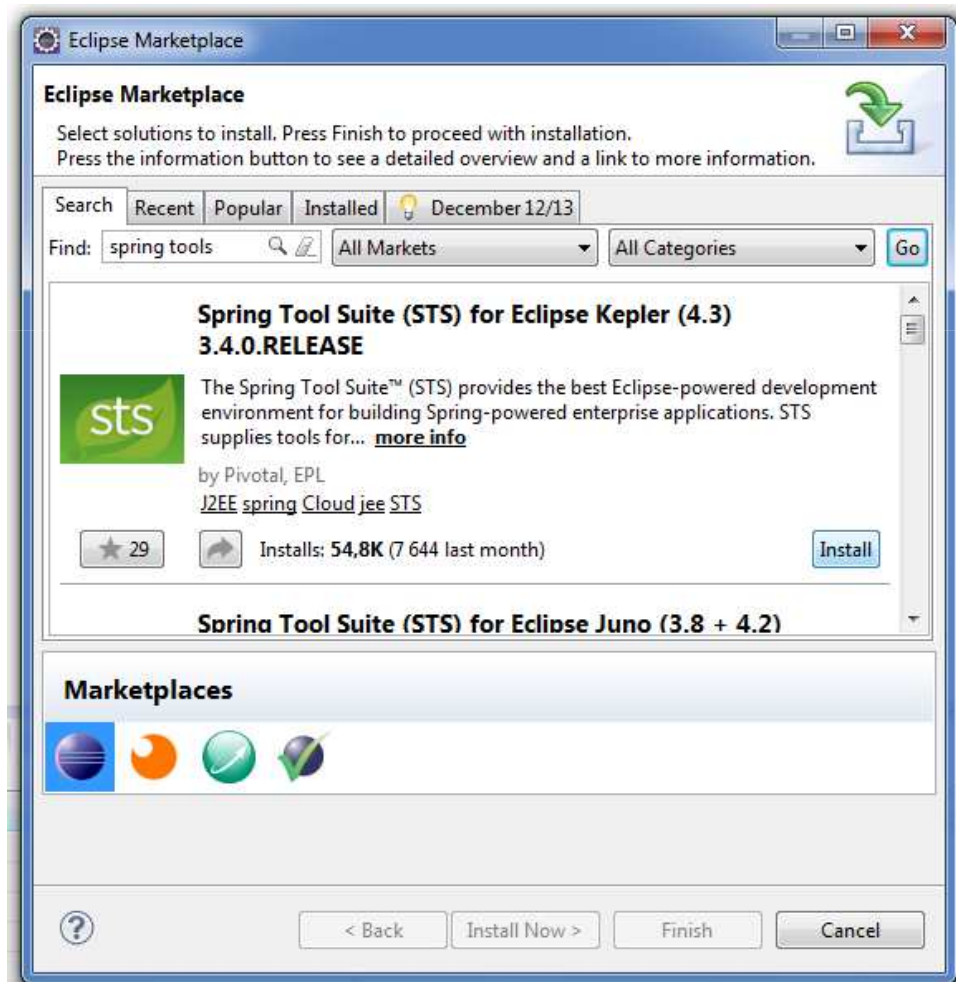 Eclipse Marketplace
Eclipse Marketplace
Select solutions to install. Press Finish to proceed with installation.
Press the information button to see a detailed overview and a link to more information.
Search Recent Popular Installed December 12/13
Find: spring tools All Markets All Categories Go
Spring Tool Suite (STS) for Eclipse Kepler (4.3)
3.4.0.RELEASE
sts
The Spring Tool Suite™ (STS) provides the best Eclipse-powered development
environment for building Spring-powered enterprise applications. STS
supplies tools for... more info
by Pivotal, EPL
J2EE spring Cloud jee STS
29 Installs: 54,8K (7 644 last month) Install
Spring Tool Suite (STS) for Eclipse Juno (3.8 + 4.2)
Marketplaces
? < Back Install Now > Finish Cancel